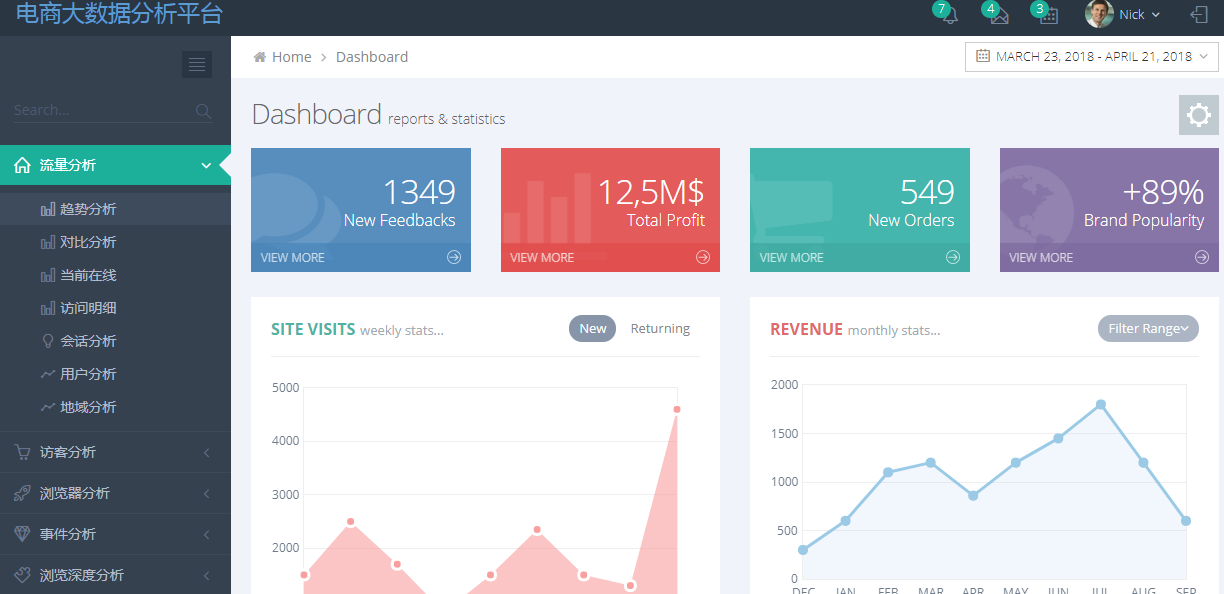 电商大数据分析平台
7
4
3
Nick
Search...
流量分析
趋势分析
对比分析
当前在线
访问明细
会话分析
用户分析
地域分析
访客分析
浏览器分析
事件分析
浏览深度分析
Home > Dashboard
MARCH 23, 2018 - APRIL 21, 2018
Dashboard reports & statistics
1349
New Feedbacks
VIEW MORE
12,5M$
Total Profit
VIEW MORE
549
New Orders
VIEW MORE
+89%
Brand Popularity
VIEW MORE
SITE VISITS weekly stats...
New
Returning
5000
4000
3000
2000
REVENUE monthly stats...
Filter Range
2000
1500
1000
500
0
DEC JAN FEB MAR APR MAY JUN JUL AUG SEP